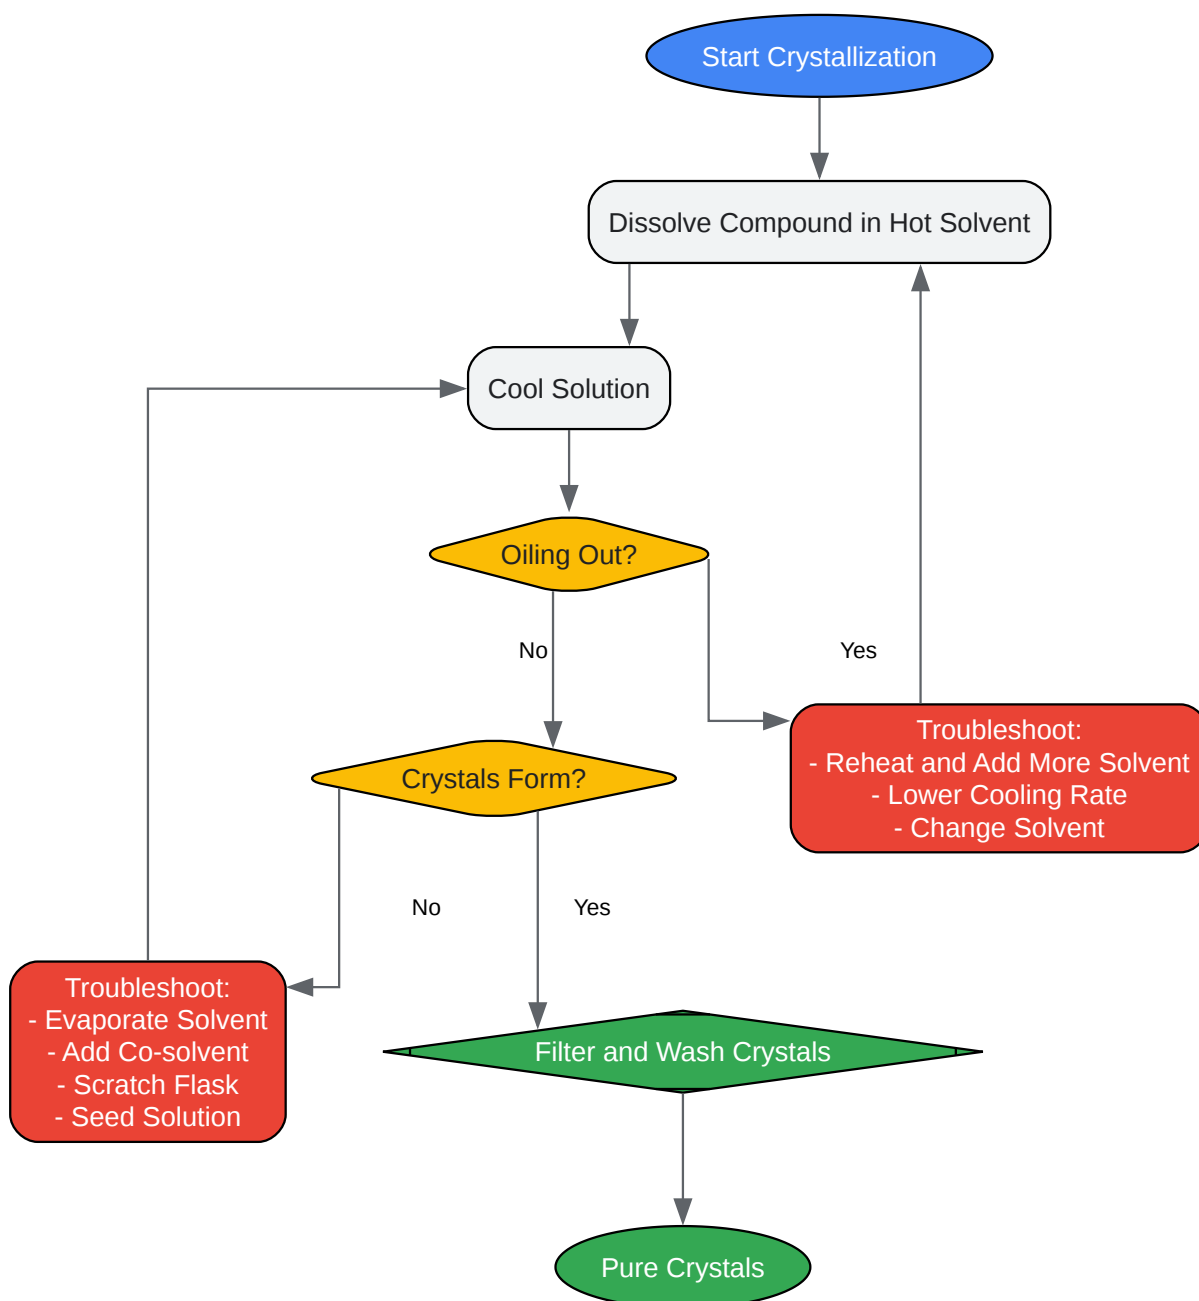 Start Crystallization
Dissolve Compound in Hot Solvent
Cool Solution
Oiling Out?
No
Yes
Troubleshoot:
- Reheat and Add More Solvent
- Lower Cooling Rate
- Change Solvent
Crystals Form?
No
Yes
Troubleshoot:
- Evaporate Solvent
- Add Co-solvent
- Scratch Flask
- Seed Solution
Filter and Wash Crystals
Pure Crystals